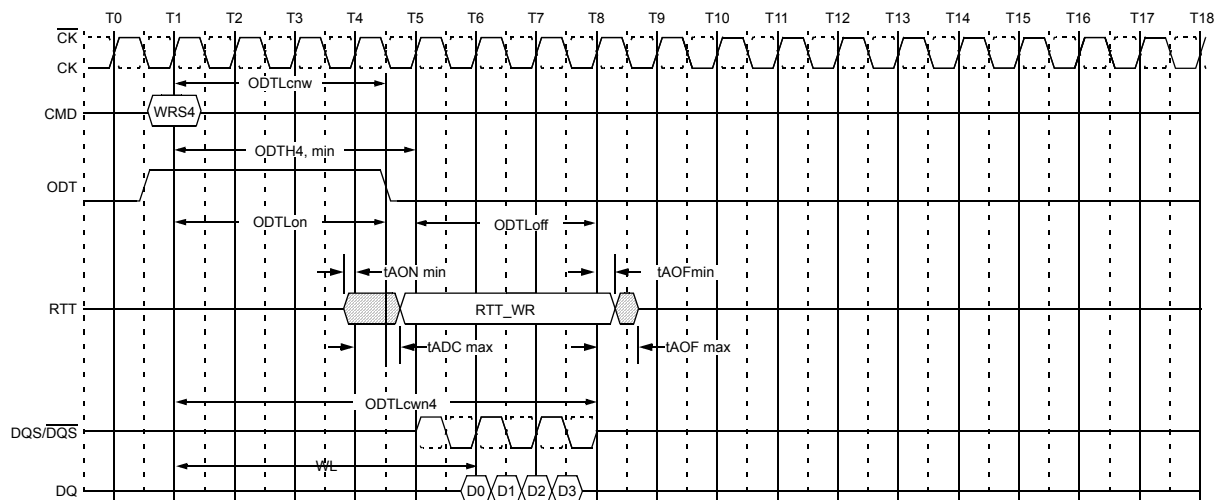 T0 T1 T2 T3 T4 T5 T6 T7 T8 T9 T10 T11 T12 T13 T14 T15 T16 T17 T18
CK
CK
ODTLcnw
CMD WRS4
ODTH4, min
ODT
ODTLon ODTLoff
tAON min tAOFmin
RTT RTT_WR
tADC max tAOF max
ODTLcwn4
DQS/DQS
WL
DQ D0 D1 D2 D3